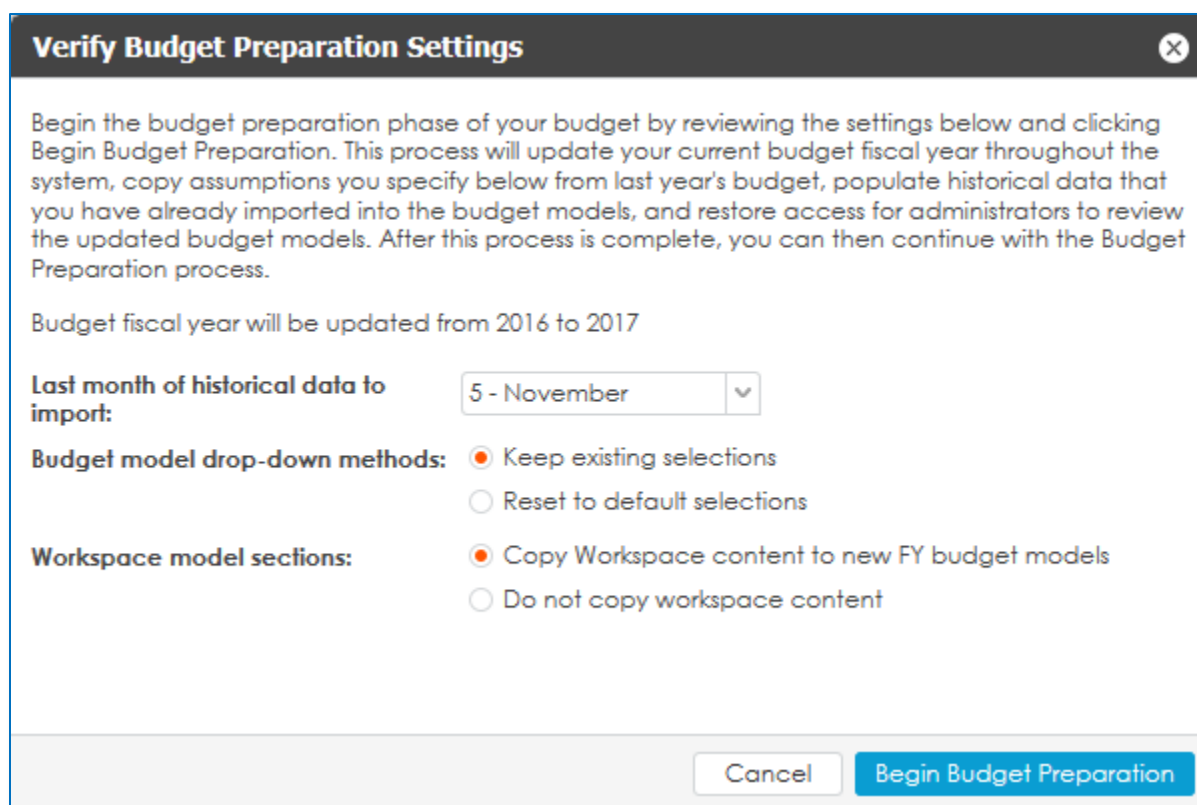 Verify Budget Preparation Settings
Begin the budget preparation phase of your budget by reviewing the settings below and clicking
Begin Budget Preparation. This process will update your current budget fiscal year throughout the
system, copy assumptions you specify below from last year's budget, populate historical data that
you have already imported into the budget models, and restore access for administrators to review
the updated budget models. After this process is complete, you can then continue with the Budget
Preparation process.
Budget fiscal year will be updated from 2016 to 2017
Last month of historical data to
import:
5 - November
Budget model drop-down methods:
Keep existing selections
Reset to default selections
Workspace model sections:
Copy Workspace content to new FY budget models
Do not copy workspace content
Cancel
Begin Budget Preparation